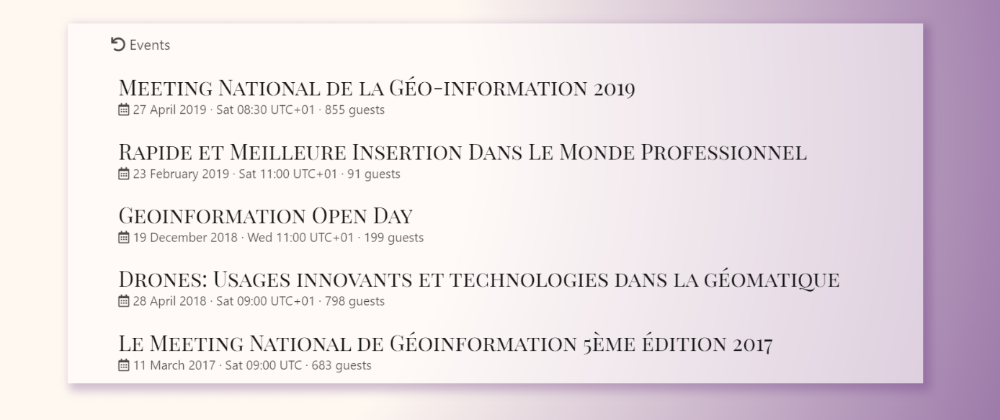 Events
Meeting National de la Géo-information 2019
27 April 2019 · Sat 08:30 UTC+01 · 855 guests
Rapide et Meilleure Insertion Dans Le Monde Professionnel
23 February 2019 · Sat 11:00 UTC+01 · 91 guests
Geoinformation Open Day
19 December 2018 · Wed 11:00 UTC+01 · 199 guests
Drones: Usages innovants et technologies dans la géomatique
28 April 2018 · Sat 09:00 UTC+01 · 798 guests
Le Meeting National de Géoinformation 5ème édition 2017
11 March 2017 · Sat 09:00 UTC · 683 guests